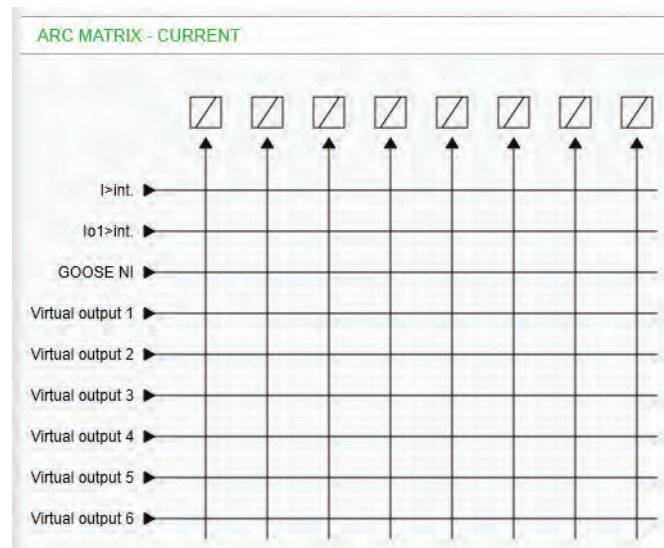 ARC MATRIX - CURRENT
I>int.
Io1>int.
GOOSE NI
Virtual output 1
Virtual output 2
Virtual output 3
Virtual output 4
Virtual output 5
Virtual output 6